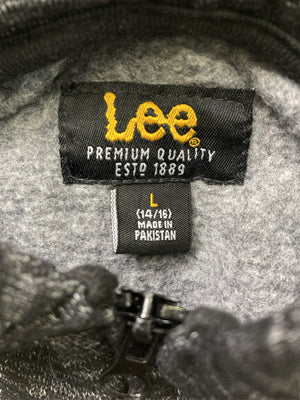 Lee®
PREMIUM QUALITY
ESTD 1889
L
(14/16)
MADE IN
PAKISTAN